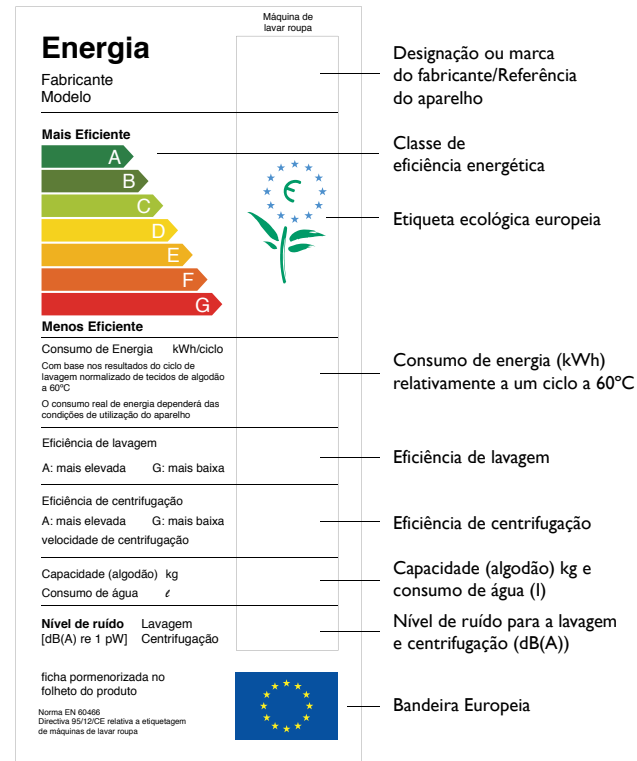 Máquina de
lavar roupa
Energia
Fabricante
Modelo
Designação ou marca
do fabricante/Referência
do aparelho
Mais Eficiente
A
B
C
D
E
F
G
Menos Eficiente
Classe de
eficiência energética
Etiqueta ecológica europeia
Consumo de Energia kWh/ciclo
Com base nos resultados do ciclo de
lavagem normalizado de tecidos de algodão
a 60ºC
O consumo real de energia dependerá das
condições de utilização do aparelho
Consumo de energia (kWh)
relativamente a um ciclo a 60ºC
Eficiência de lavagem
A: mais elevada G: mais baixa
Eficiência de lavagem
Eficiência de centrifugação
A: mais elevada G: mais baixa
velocidade de centrifugação
Eficiência de centrifugação
Capacidade (algodão) kg
Consumo de água ℓ
Capacidade (algodão) kg e
consumo de água (l)
Nível de ruído Lavagem
[dB(A) re 1 pW] Centrifugação
Nível de ruído para a lavagem
e centrifugação (dB(A))
ficha pormenorizada no
folheto do produto
Norma EN 60466
Directiva 95/12/CE relativa a etiquetagem
de máquinas de lavar roupa
Bandeira Europeia